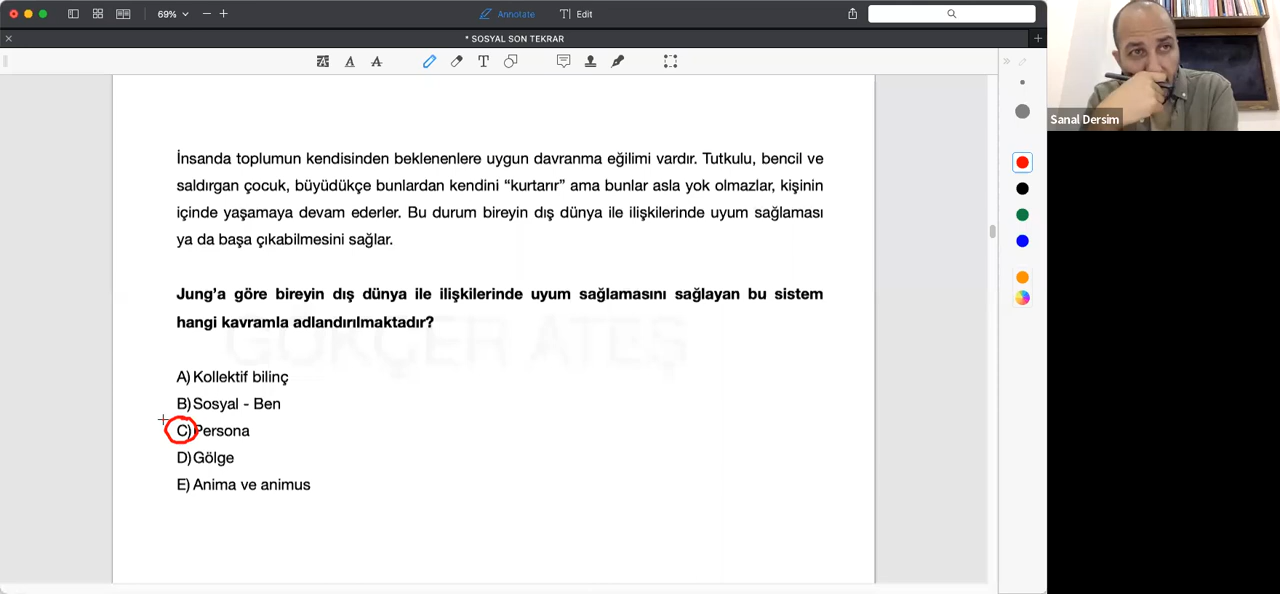 69%
Annotate
Edit
* SOSYAL SON TEKRAR
Sanal Dersim
İnsanda toplumun kendisinden beklenenlere uygun davranma eğilimi vardır. Tutkulu, bencil ve
saldırgan çocuk, büyüdükçe bunlardan kendini “kurtarır” ama bunlar asla yok olmazlar, kişinin
içinde yaşamaya devam ederler. Bu durum bireyin dış dünya ile ilişkilerinde uyum sağlaması
ya da başa çıkabilmesini sağlar.
Jung’a göre bireyin dış dünya ile ilişkilerinde uyum sağlamasını sağlayan bu sistem
hangi kavramla adlandırılmaktadır?
GÖKÇER ATEŞ
A) Kollektif bilinç
B) Sosyal - Ben
C) Persona
D) Gölge
E) Anima ve animus